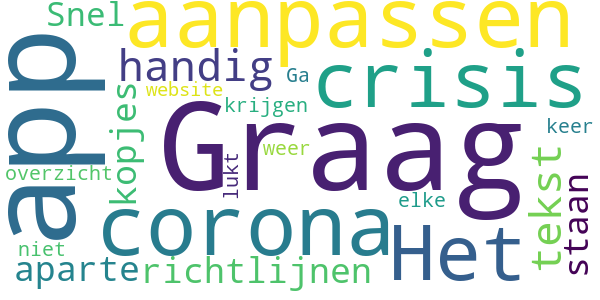 Snel
aanpassen
app
handig
Ga
crisis
website
kopjes
krijgen
Graag
keer
weer
overzicht
lukt
tekst
staan
elke
corona
Het
niet
aparte
richtlijnen